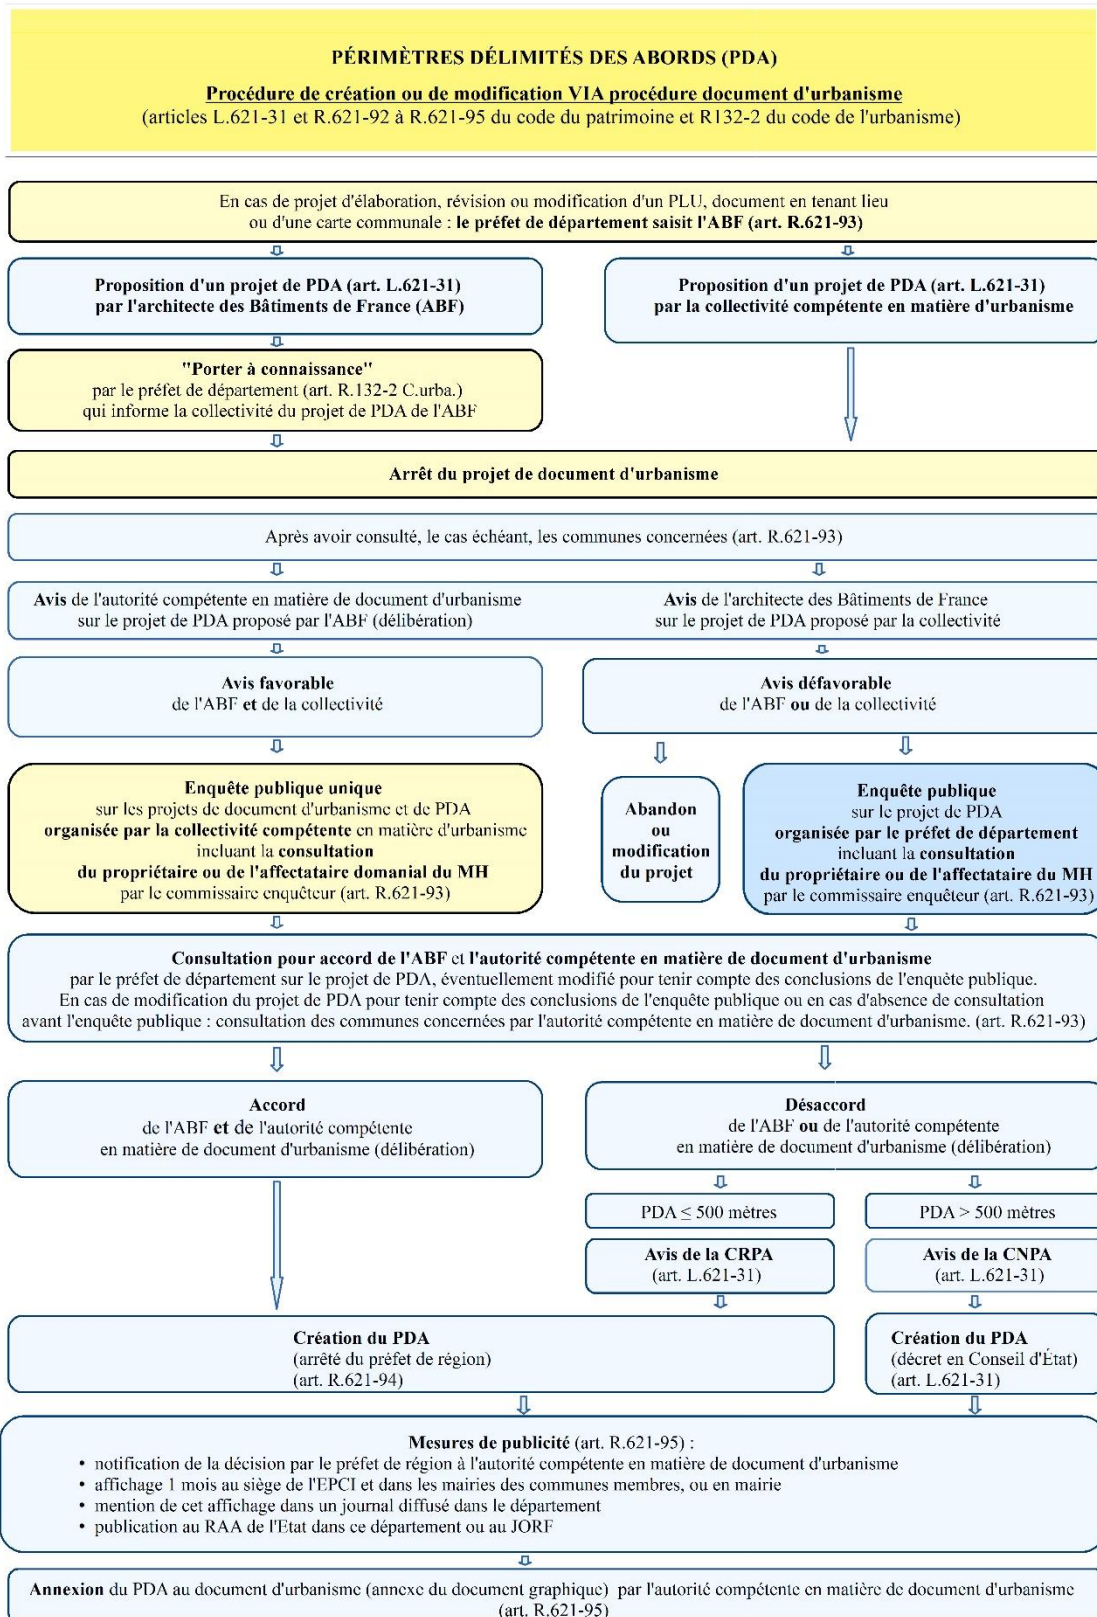 PÉRIMÈTRES DÉLIMITÉS DES ABORDS (PDA)
Procédure de création ou de modification VIA procédure document d'urbanisme
(articles L.621-31 et R.621-92 à R.621-95 du code du patrimoine et R132-2 du code de l'urbanisme)
En cas de projet d'élaboration, révision ou modification d'un PLU, document en tenant lieu
ou d'une carte communale : le préfet de département saisit l'ABF (art. R.621-93)
Proposition d'un projet de PDA (art. L.621-31)
par l'architecte des Bâtiments de France (ABF)
Proposition d'un projet de PDA (art. L.621-31)
par la collectivité compétente en matière d'urbanisme
"Porter à connaissance"
par le préfet de département (art. R.132-2 C.urba.)
qui informe la collectivité du projet de PDA de l'ABF
Arrêt du projet de document d'urbanisme
Après avoir consulté, le cas échéant, les communes concernées (art. R.621-93)
Avis de l'autorité compétente en matière de document d'urbanisme
sur le projet de PDA proposé par l'ABF (délibération)
Avis de l'architecte des Bâtiments de France
sur le projet de PDA proposé par la collectivité
Avis favorable
de l'ABF et de la collectivité
Avis défavorable
de l'ABF ou de la collectivité
Enquête publique unique
sur les projets de document d'urbanisme et de PDA
organisée par la collectivité compétente en matière d'urbanisme
incluant la consultation
du propriétaire ou de l'affectataire domanial du MH
par le commissaire enquêteur (art. R.621-93)
Abandon
ou
modification
du projet
Enquête publique
sur le projet de PDA
organisée par le préfet de département
incluant la consultation
du propriétaire ou de l'affectataire du MH
par le commissaire enquêteur (art. R.621-93)
Consultation pour accord de l'ABF et l'autorité compétente en matière de document d'urbanisme
par le préfet de département sur le projet de PDA, éventuellement modifié pour tenir compte des conclusions de l'enquête publique.
En cas de modification du projet de PDA pour tenir compte des conclusions de l'enquête publique ou en cas d'absence de consultation
avant l'enquête publique : consultation des communes concernées par l'autorité compétente en matière de document d'urbanisme. (art. R.621-93)
Accord
de l'ABF et de l'autorité compétente
en matière de document d'urbanisme (délibération)
Désaccord
de l'ABF ou de l'autorité compétente
en matière de document d'urbanisme (délibération)
PDA ≤ 500 mètres
PDA > 500 mètres
Avis de la CRPA
(art. L.621-31)
Avis de la CNPA
(art. L.621-31)
Création du PDA
(arrêté du préfet de région)
(art. R.621-94)
Création du PDA
(décret en Conseil d'État)
(art. L.621-31)
Mesures de publicité (art. R.621-95) :
• notification de la décision par le préfet de région à l'autorité compétente en matière de document d'urbanisme
• affichage 1 mois au siège de l'EPCI et dans les mairies des communes membres, ou en mairie
• mention de cet affichage dans un journal diffusé dans le département
• publication au RAA de l'Etat dans ce département ou au JORF
Annexion du PDA au document d'urbanisme (annexe du document graphique) par l'autorité compétente en matière de document d'urbanisme
(art. R.621-95)